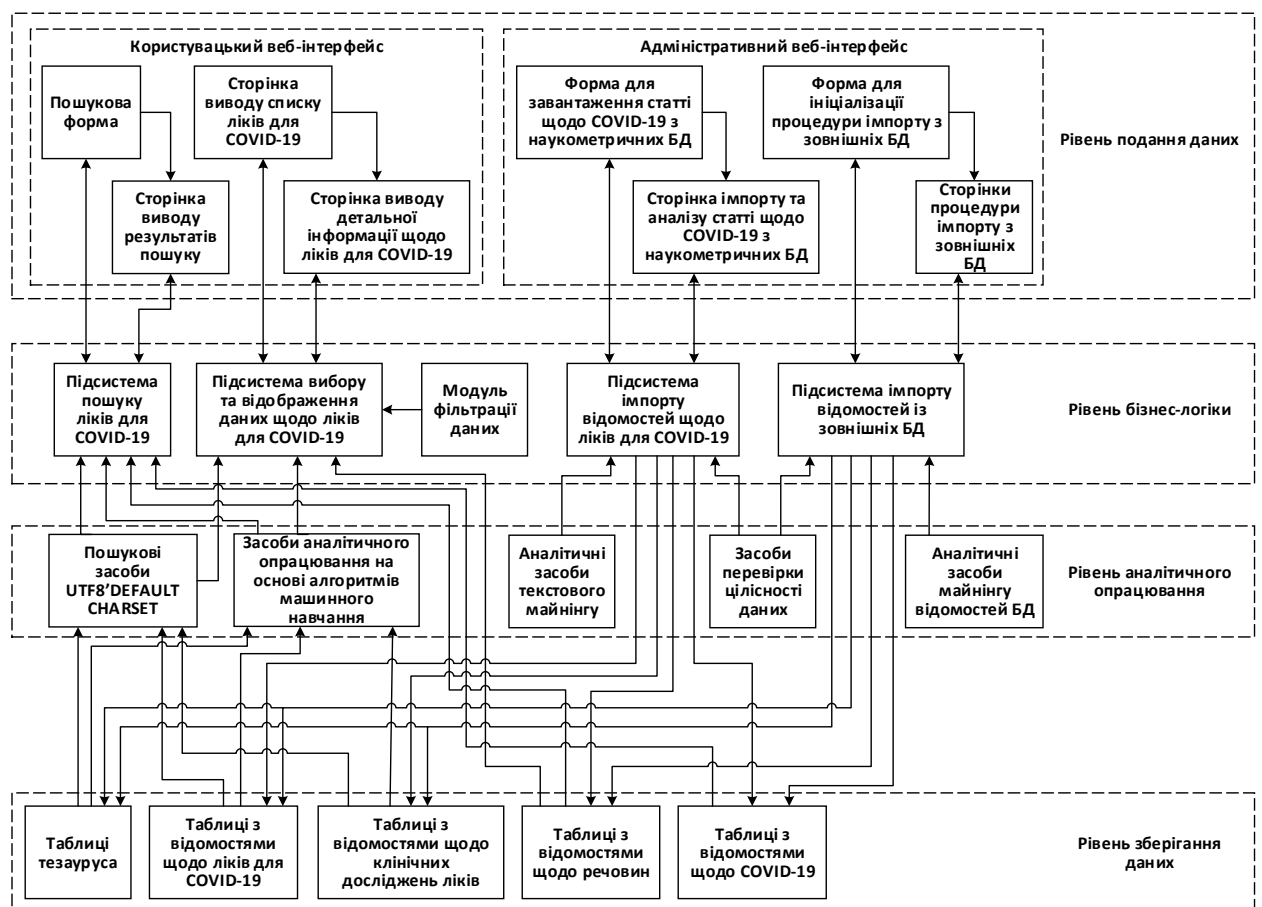 Користувацький веб-інтерфейс
Пошукова
форма
Сторінка
виводу списку
ліків для
COVID-19
Сторінка
виводу
результатів
пошуку
Сторінка виводу
детальної
інформації щодо
ліків для COVID-19
Адміністративний веб-інтерфейс
Форма для
завантаження статті
щодо COVID-19 з
наукометричних БД
Форма для
ініціалізації
процедури імпорту з
зовнішніх БД
Сторінка імпорту та
аналізу статті щодо
COVID-19 з
наукометричних БД
Сторінки
процедури
імпорту з
зовнішніх
БД
Рівень подання даних
Підсистема
пошуку
ліків для
COVID-19
Підсистема вибору
та відображення
даних щодо ліків
для COVID-19
Модуль
фільтрації
даних
Підсистема
імпорту
відомостей щодо
ліків для COVID-19
Підсистема імпорту
відомостей із
зовнішніх БД
Рівень бізнес-логіки
Пошукові
засоби
UTF8'DEFAULT
CHARSET
Засоби аналітичного
опрацювання на
основі алгоритмів
машинного
навчання
Аналітичні
засоби
текстового
майнінгу
Засоби
перевірки
цілісності
даних
Аналітичні
засоби
майнінгу
відомостей БД
Рівень аналітичного
опрацювання
Таблиці
тезауруса
Таблиці з
відомостями
щодо ліків для
COVID-19
Таблиці з
відомостями щодо
клінічних
досліджень ліків
Таблиці з
відомостями
щодо речовин
Таблиці з
відомостями
щодо COVID-19
Рівень зберігання
даних